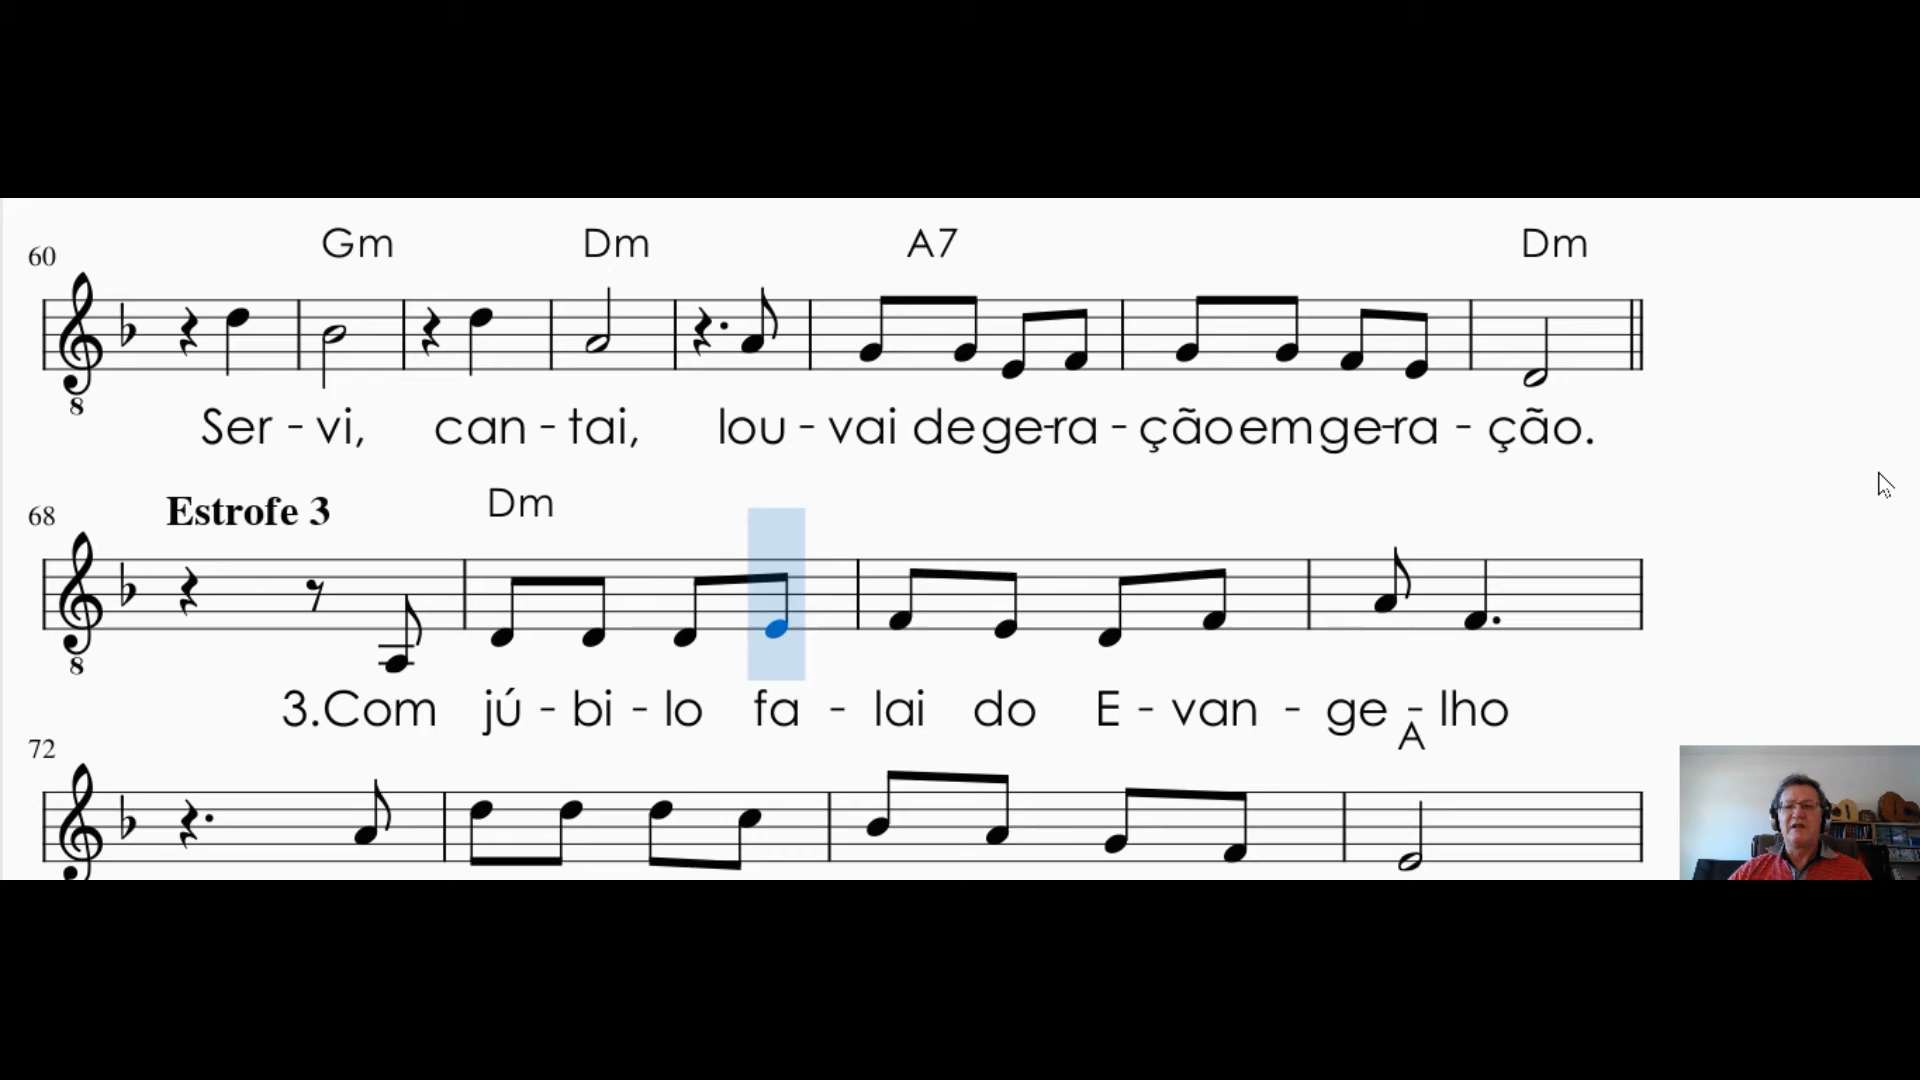 60 Gm Dm A7 Dm
8
Ser - vi, can - tai, lou - vai de ge-ra - ção em ge-ra - ção.
68 Estrofe 3 Dm
8
3.Com jú - bi - lo fa - lai do E - van - ge - lho
72 A